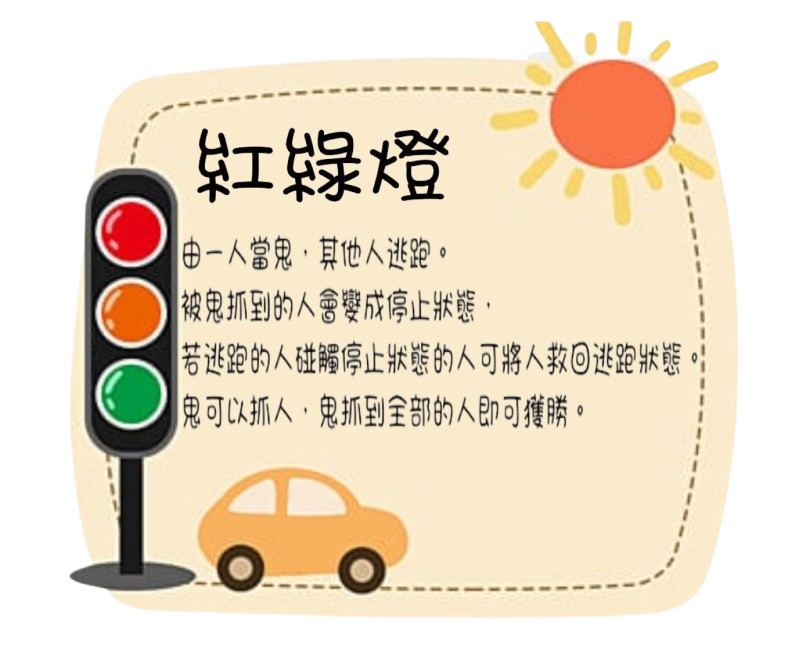 紅綠燈
由一人當鬼，其他人逃跑。
被鬼抓到的人會變成停止狀態，
若逃跑的人碰觸停止狀態的人可將人救回逃跑狀態。
鬼可以抓人，鬼抓到全部的人即可獲勝。